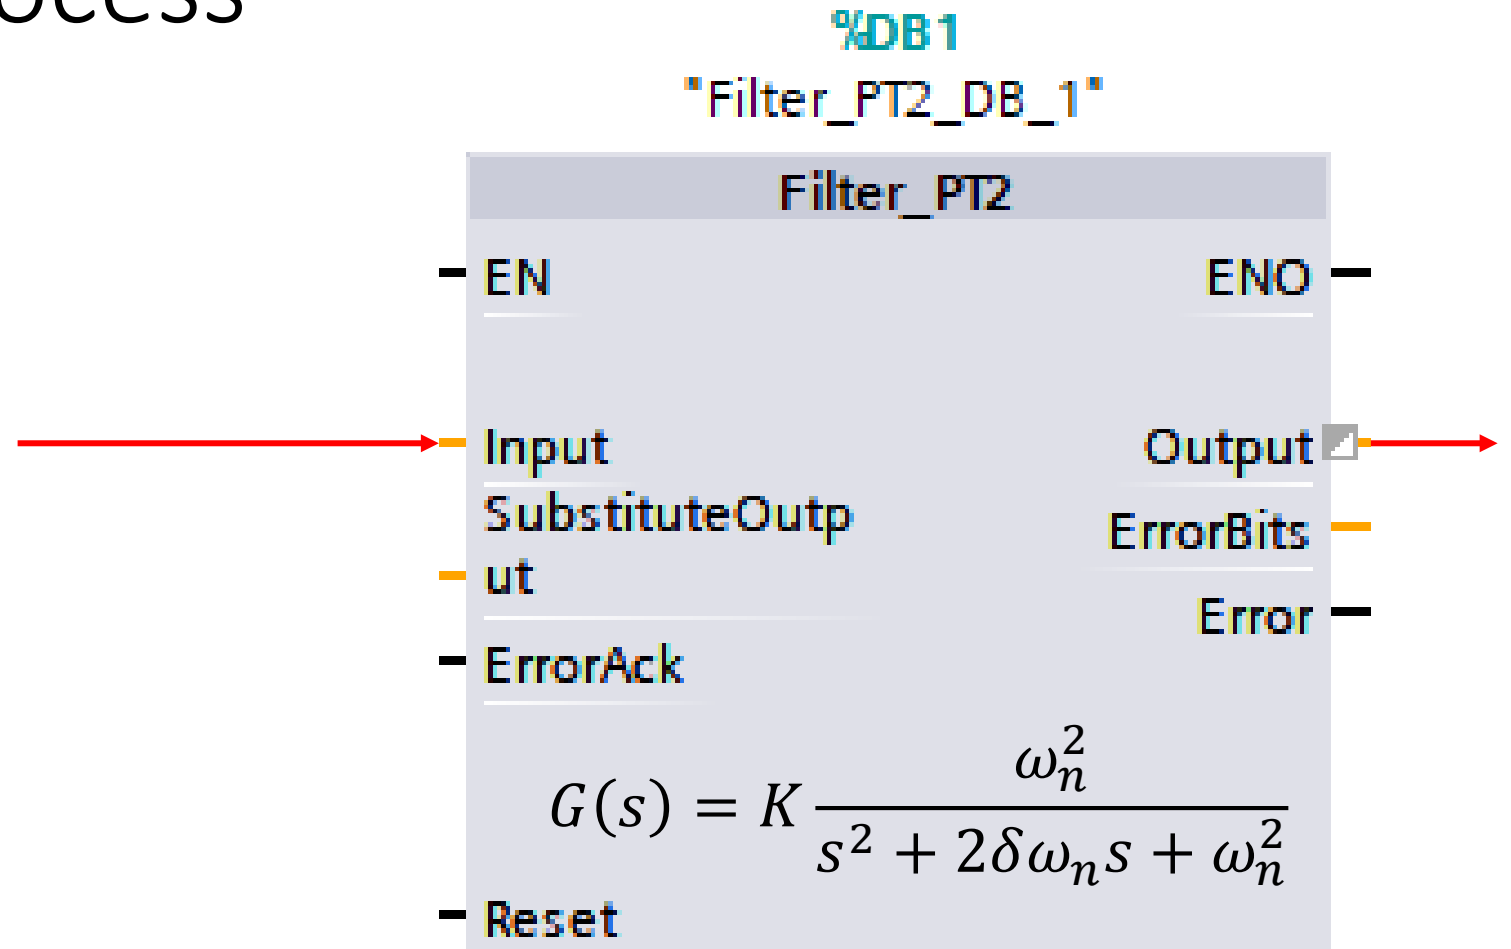 ocess
%DB1
"Filter_PT2_DB_1"
Filter_PT2
EN ENO
Input Output
SubstituteOutp
ut
ErrorBits
Error
ErrorAck
G(s) = K ω_n^2 / (s^2 + 2δω_n s + ω_n^2)
Reset